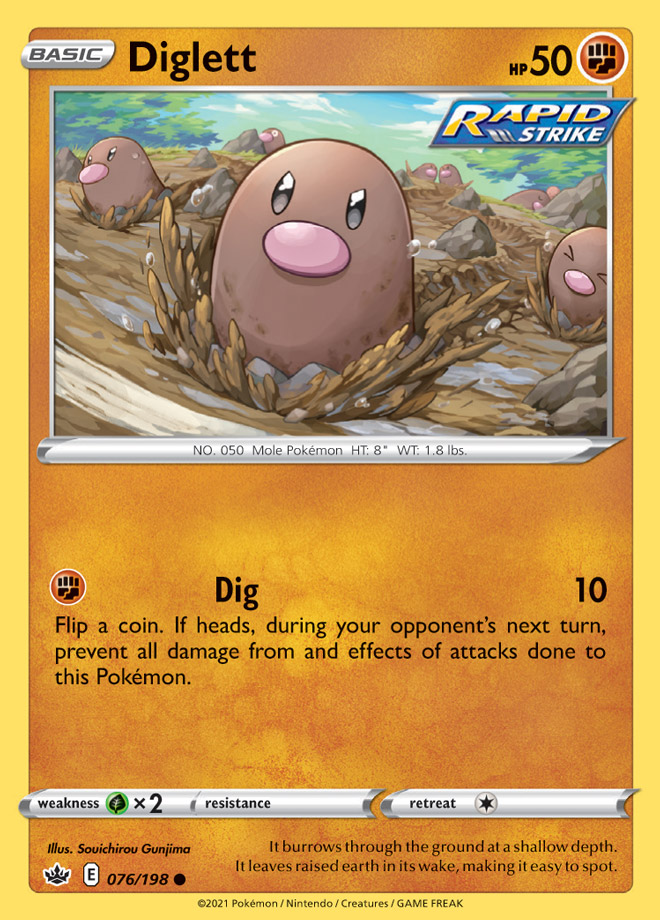 BASIC Diglett HP 50
RAPID
STRIKE
NO. 050 Mole Pokémon HT: 8" WT: 1.8 lbs.
Dig 10
Flip a coin. If heads, during your opponent's next turn,
prevent all damage from and effects of attacks done to
this Pokémon.
weakness ×2 resistance retreat
Illus. Souichirou Gunjima
It burrows through the ground at a shallow depth.
It leaves raised earth in its wake, making it easy to spot.
E 076/198
©2021 Pokémon / Nintendo / Creatures / GAME FREAK